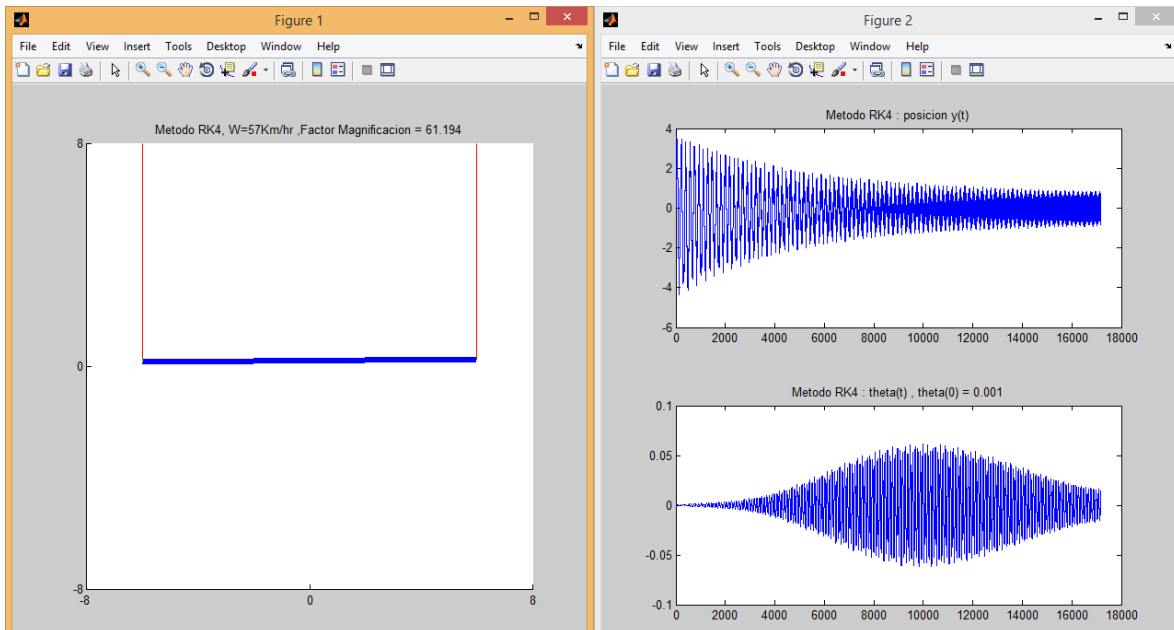 Figure 1
File Edit View Insert Tools Desktop Window Help
Metodo RK4, W=57Km/hr ,Factor Magnificacion = 61.194
8
0
-8
-8 0 8
Figure 2
File Edit View Insert Tools Desktop Window Help
Metodo RK4 : posicion y(t)
4
2
0
-2
-4
-6
0 2000 4000 6000 8000 10000 12000 14000 16000 18000
Metodo RK4 : theta(t) , theta(0) = 0.001
0.1
0.05
0
-0.05
-0.1
0 2000 4000 6000 8000 10000 12000 14000 16000 18000